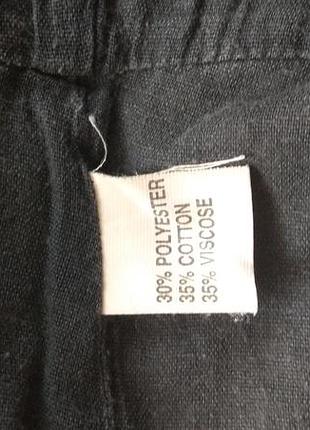 30% POLYESTER
35% COTTON
35% VISCOSE